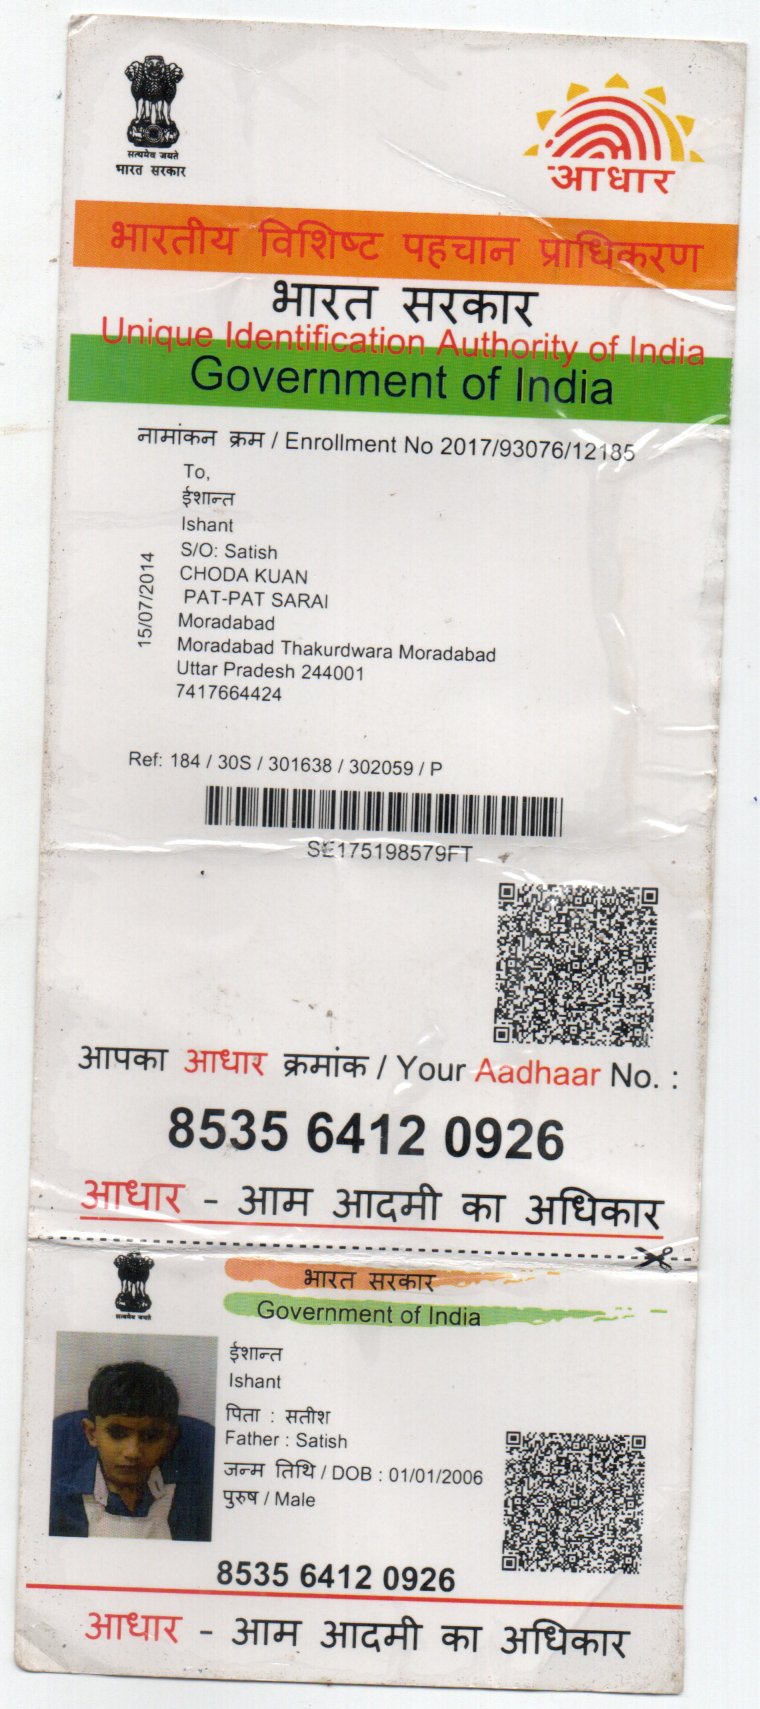 सत्यमेव जयते
भारत सरकार
आधार
भारतीय विशिष्ट पहचान प्राधिकरण
भारत सरकार
Unique Identification Authority of India
Government of India
नामांकन क्रम / Enrollment No 2017/93076/12185
To,
ईशान्त
Ishant
S/O: Satish
CHODA KUAN
PAT-PAT SARAI
Moradabad
Moradabad Thakurdwara Moradabad
Uttar Pradesh 244001
7417664424
15/07/2014
Ref: 184 / 30S / 301638 / 302059 / P
SE175198579FT
आपका आधार क्रमांक / Your Aadhaar No. :
8535 6412 0926
आधार - आम आदमी का अधिकार
सत्यमेव जयते
भारत सरकार
Government of India
ईशान्त
Ishant
पिता : सतीश
Father : Satish
जन्म तिथि / DOB : 01/01/2006
पुरुष / Male
8535 6412 0926
आधार - आम आदमी का अधिकार